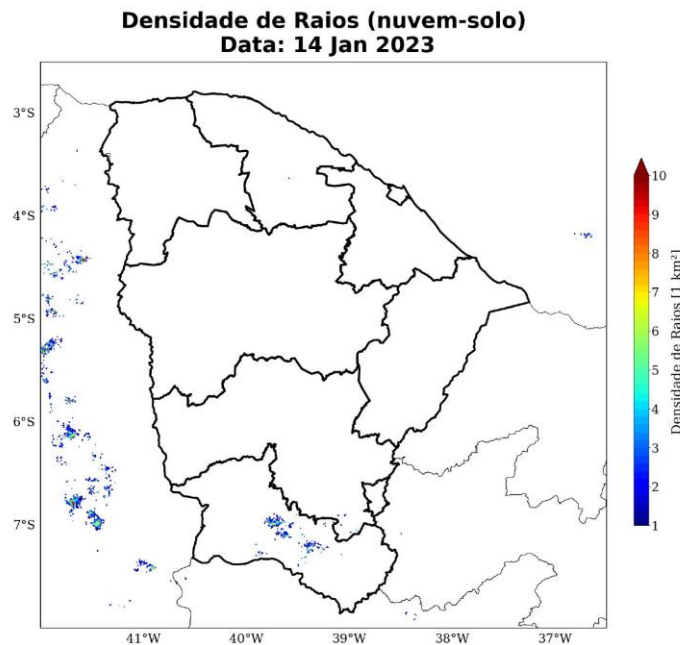 Densidade de Raios (nuvem-solo)
Data: 14 Jan 2023
3°S
4°S
5°S
6°S
7°S
41°W
40°W
39°W
38°W
37°W
10
9
8
7
6
5
4
3
2
1
Densidade de Raios [1 km²]